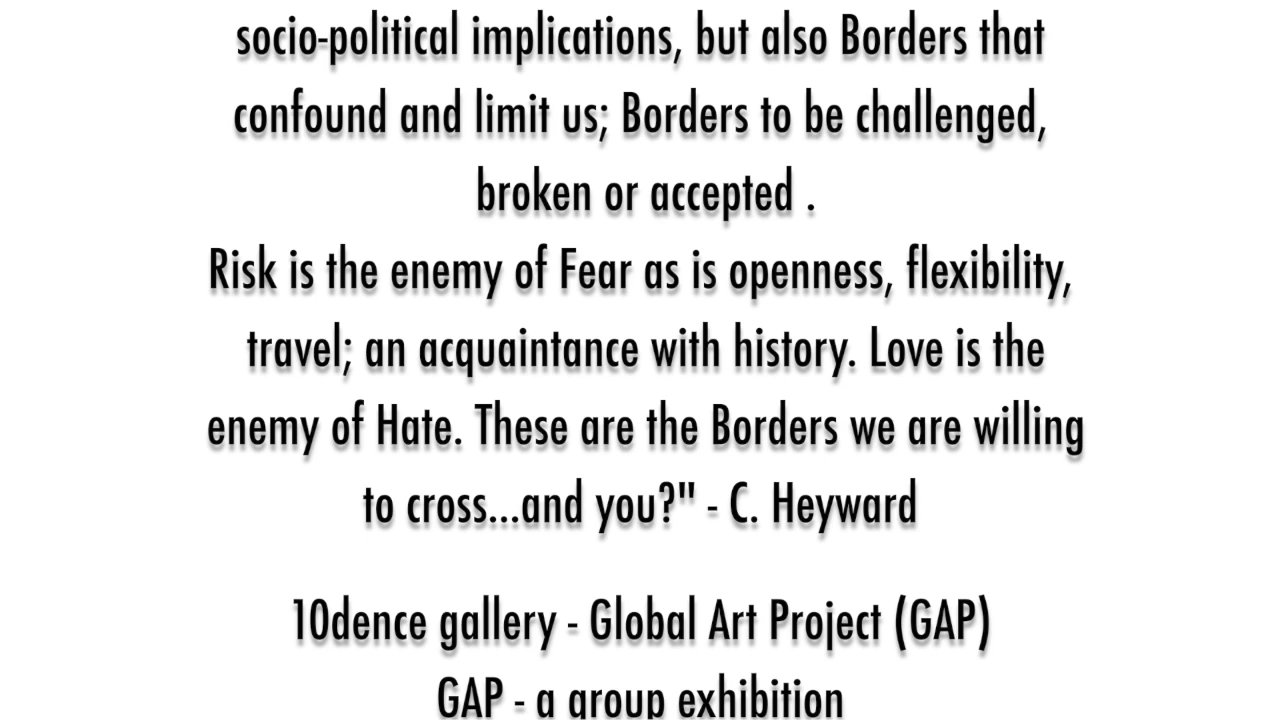 socio-political implications, but also Borders that
confound and limit us; Borders to be challenged,
broken or accepted .
Risk is the enemy of Fear as is openness, flexibility,
travel; an acquaintance with history. Love is the
enemy of Hate. These are the Borders we are willing
to cross...and you?" - C. Heyward
10dence gallery - Global Art Project (GAP)
GAP - a group exhibition